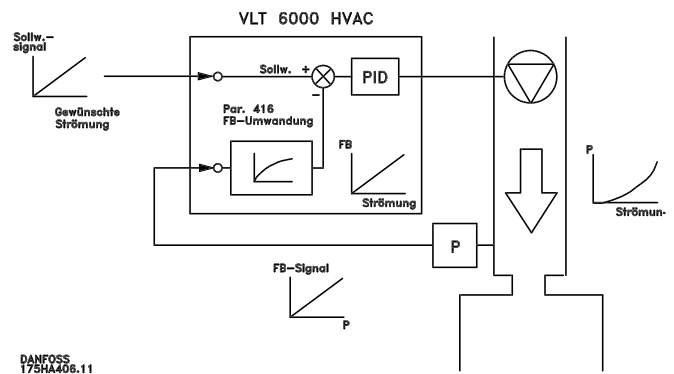 VLT 6000 HVAC
Sollw.-
signal
Gewünschte
Strömung
Sollw.
+
−
PID
Par. 416
FB-Umwandung
FB
Strömung
P
Strömun-
P
FB-Signal
P
DANFOSS
175HA406.11